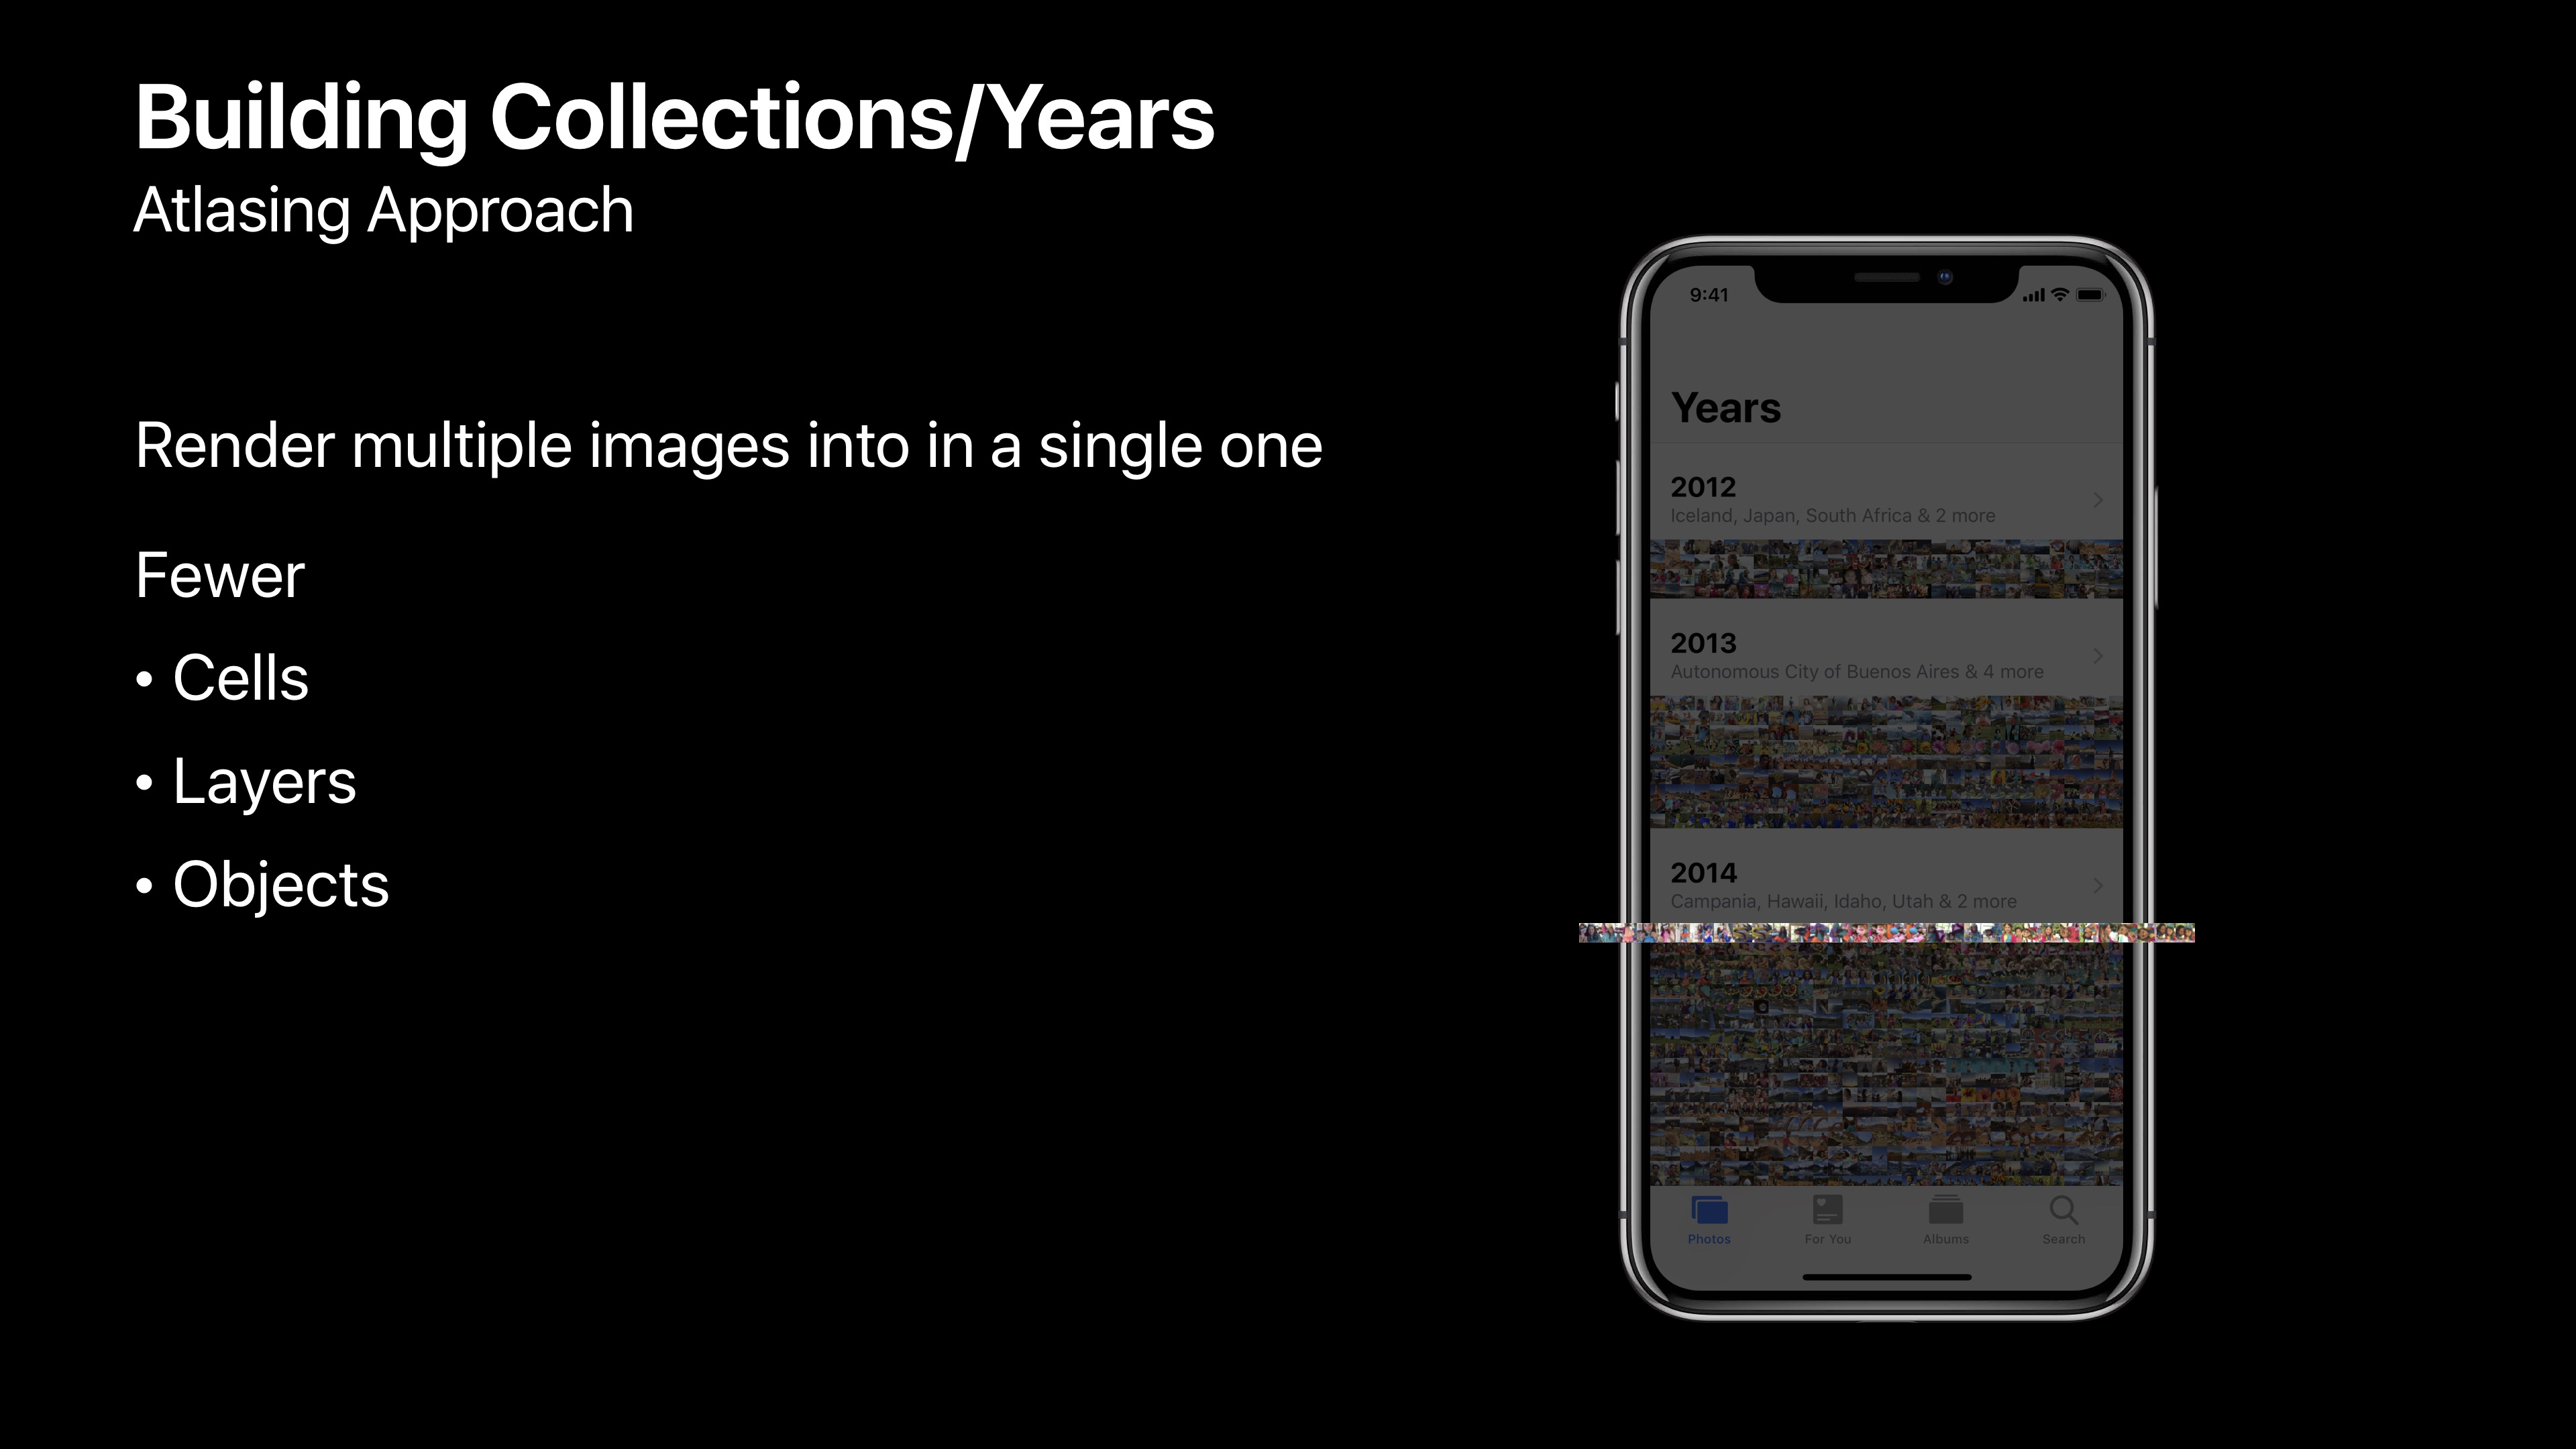 Building Collections/Years
Atlasing Approach
Render multiple images into in a single one
Fewer
• Cells
• Layers
• Objects
9:41
Years
2012
Iceland, Japan, South Africa & 2 more
2013
Autonomous City of Buenos Aires & 4 more
2014
Campania, Hawaii, Idaho, Utah & 2 more
Photos
For You
Albums
Search